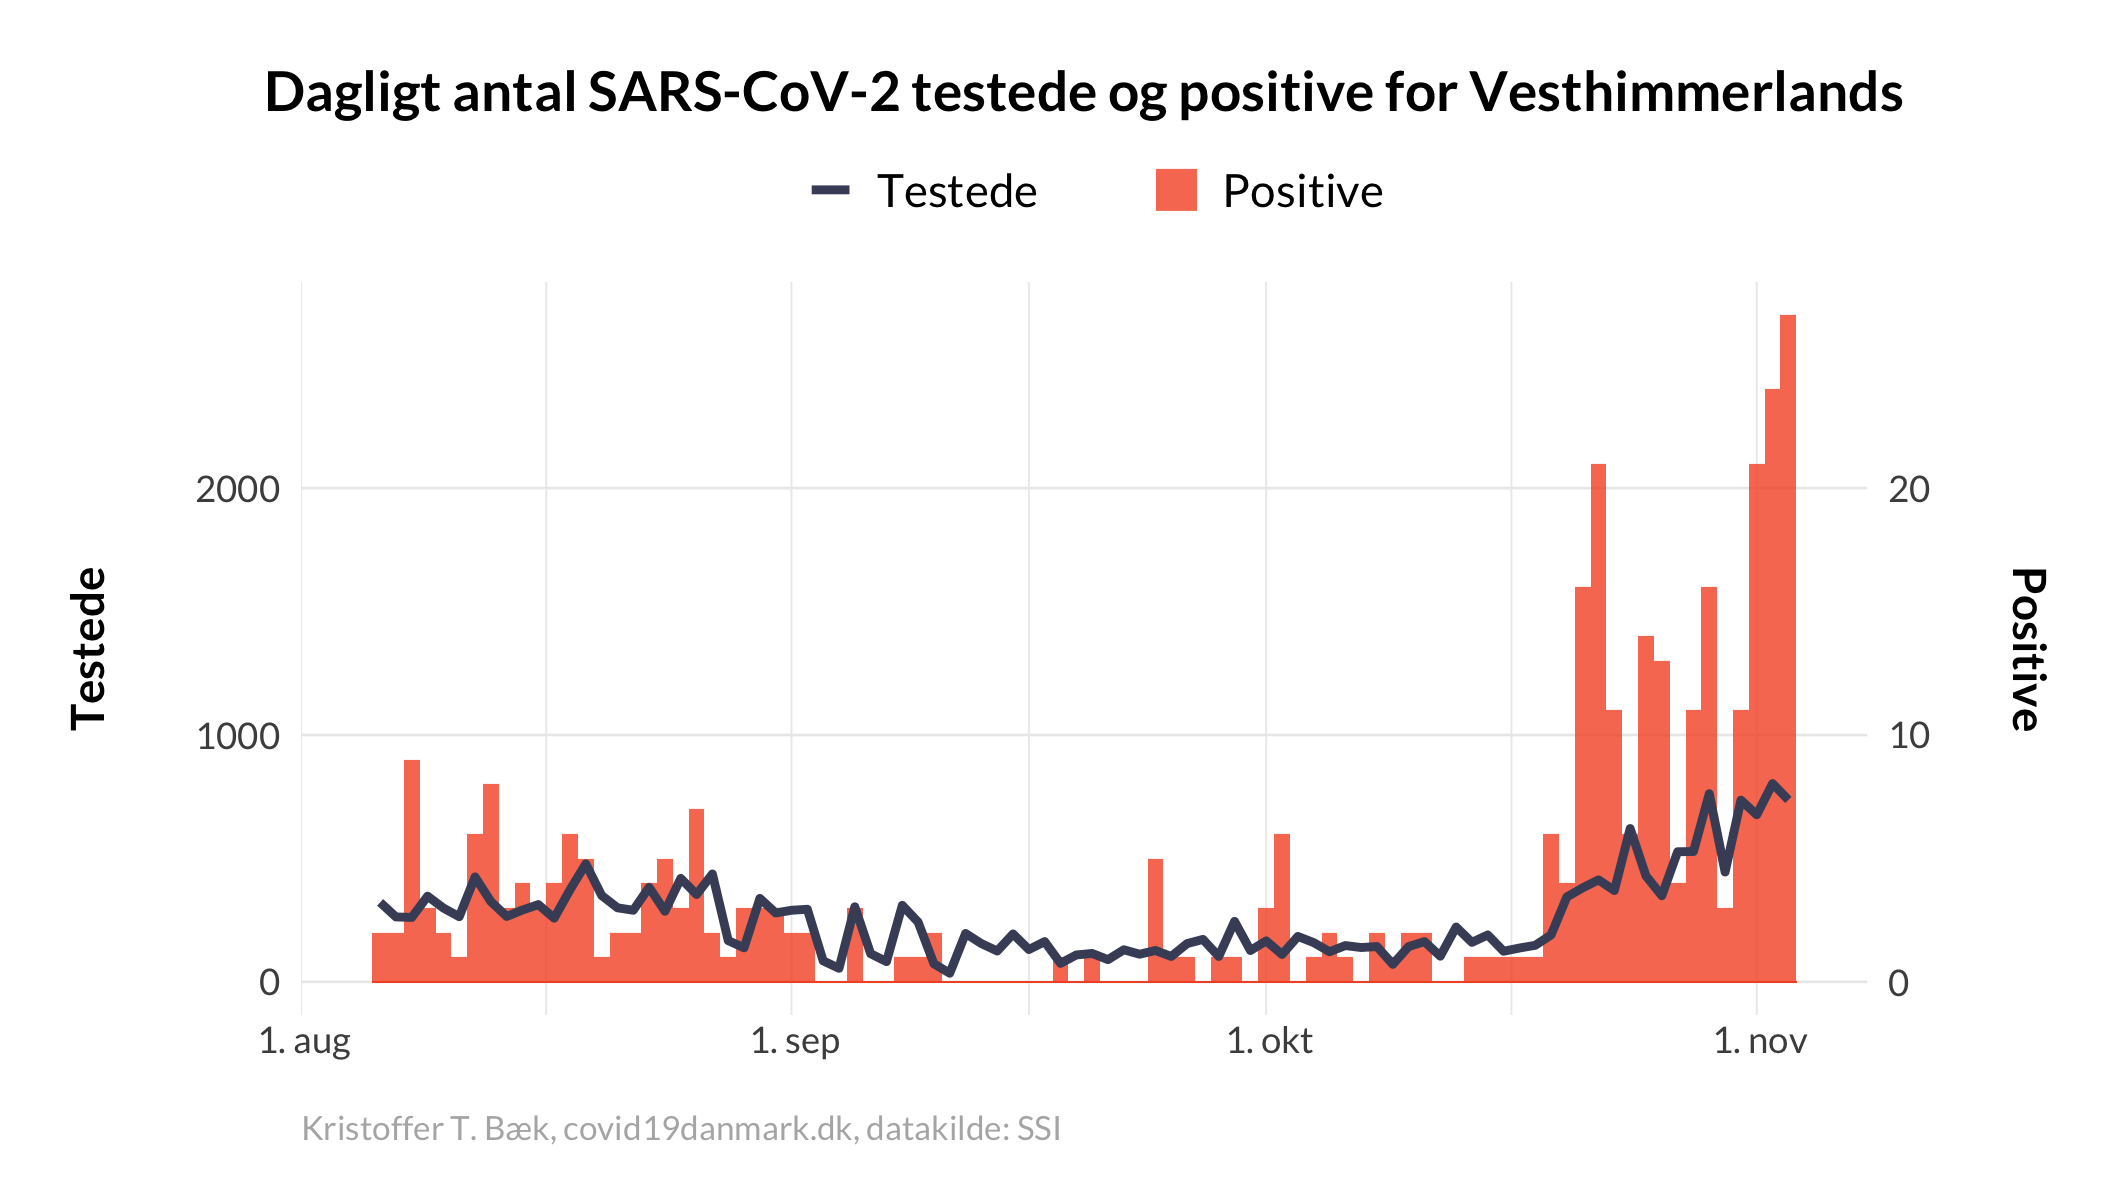 Dagligt antal SARS-CoV-2 testede og positive for Vesthimmerlands
Testede
Positive
Testede
2000
1000
0
20
10
0
Positive
1. aug
1. sep
1. okt
1. nov
Kristoffer T. Bæk, covid19danmark.dk, datakilde: SSI